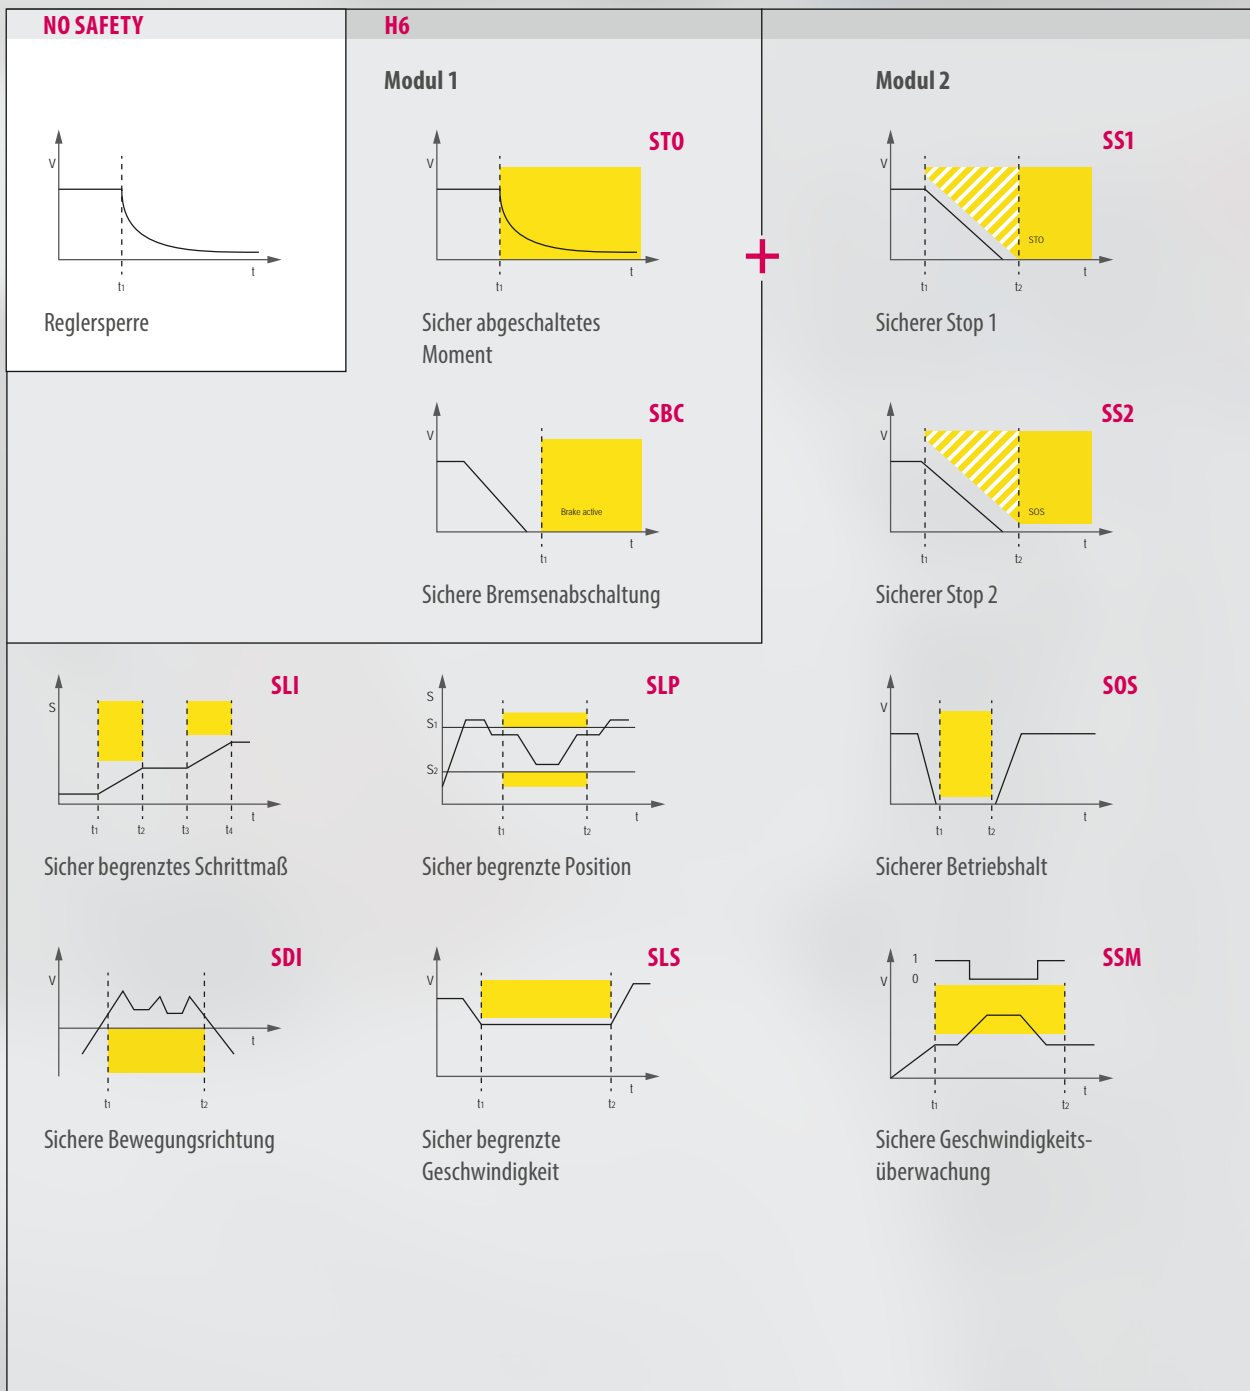 NO SAFETY
H6
Modul 1
Modul 2
V
t
t1
Reglersperre
STO
V
t
t1
Sicher abgeschaltetes
Moment
+
SS1
V
STO
t
t1
t2
Sicherer Stop 1
SBC
V
Brake active
t
t1
Sichere Bremsenabschaltung
SS2
V
SOS
t
t1
t2
Sicherer Stop 2
SLI
S
t
t1
t2
t3
t4
Sicher begrenztes Schrittmaß
SLP
S
S1
S2
t
t1
t2
Sicher begrenzte Position
SOS
V
t
t1
t2
Sicherer Betriebshalt
SDI
V
t
t1
t2
Sichere Bewegungsrichtung
SLS
V
t
t1
t2
Sicher begrenzte
Geschwindigkeit
SSM
1
0
V
t
t1
t2
Sichere Geschwindigkeits-
überwachung